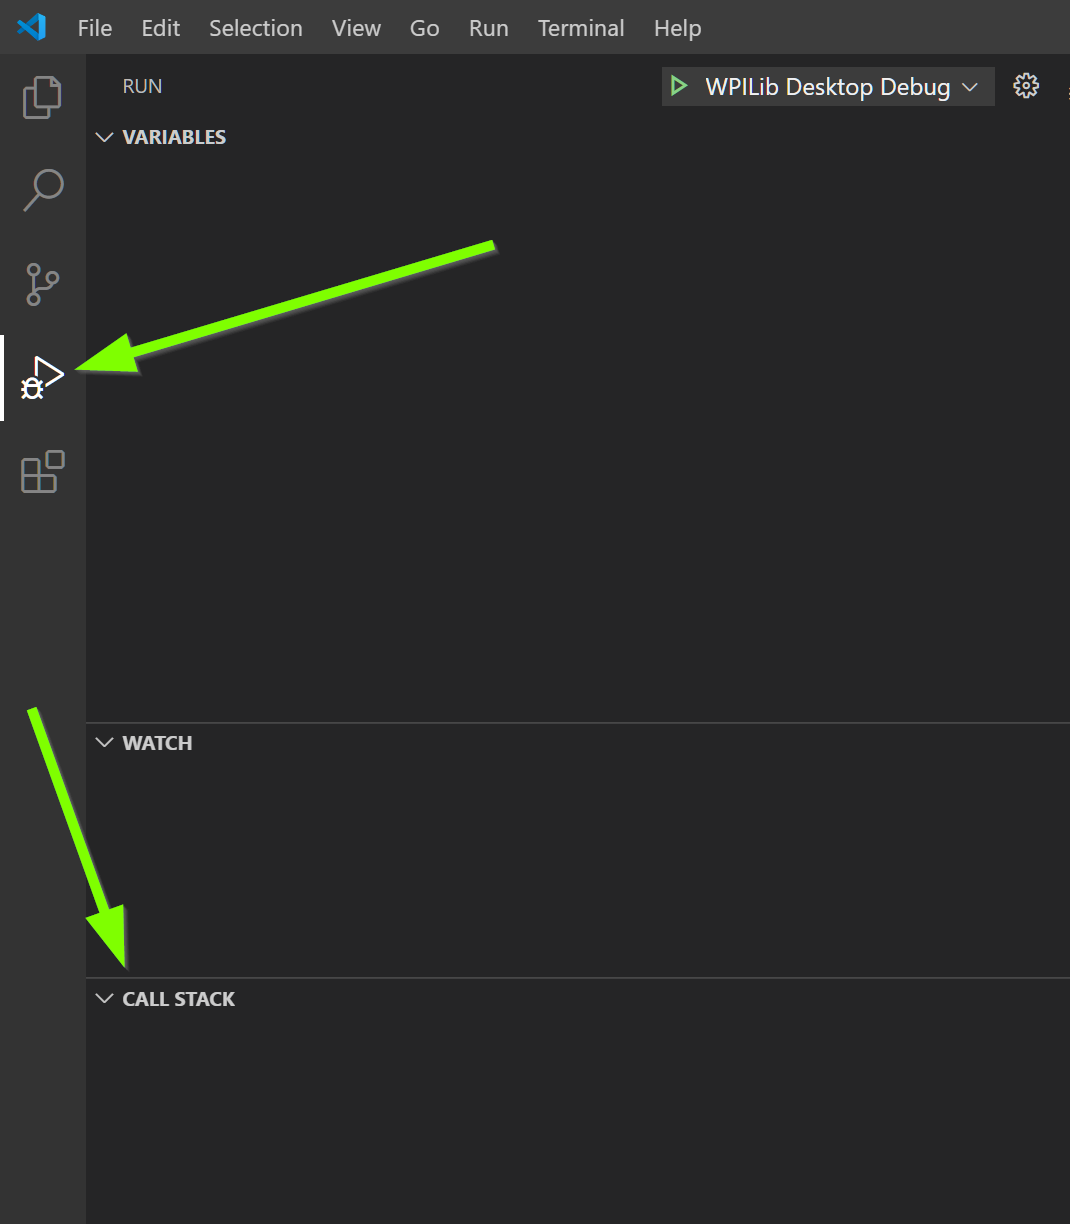 File Edit Selection View Go Run Terminal Help
RUN WPILib Desktop Debug
VARIABLES
WATCH
CALL STACK